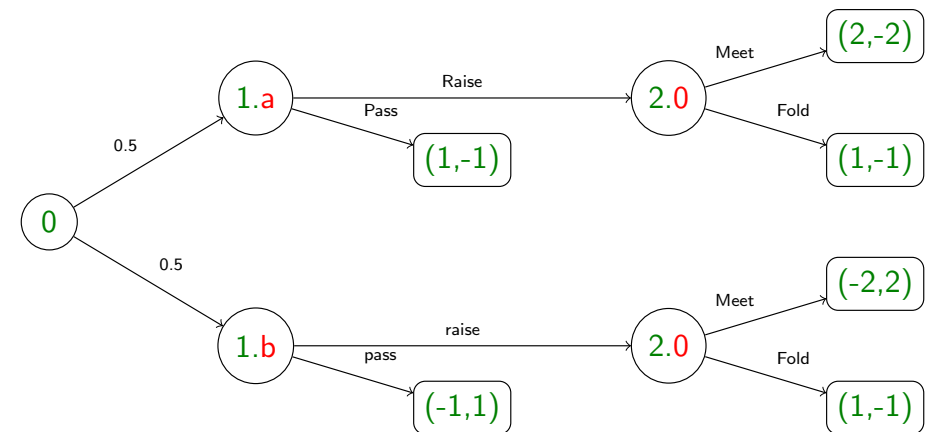 (2,-2)
Meet
Raise
1.a
2.0
Pass
Fold
0.5
(1,-1)
(1,-1)
0
0.5
(-2,2)
Meet
raise
1.b
2.0
pass
Fold
(-1,1)
(1,-1)